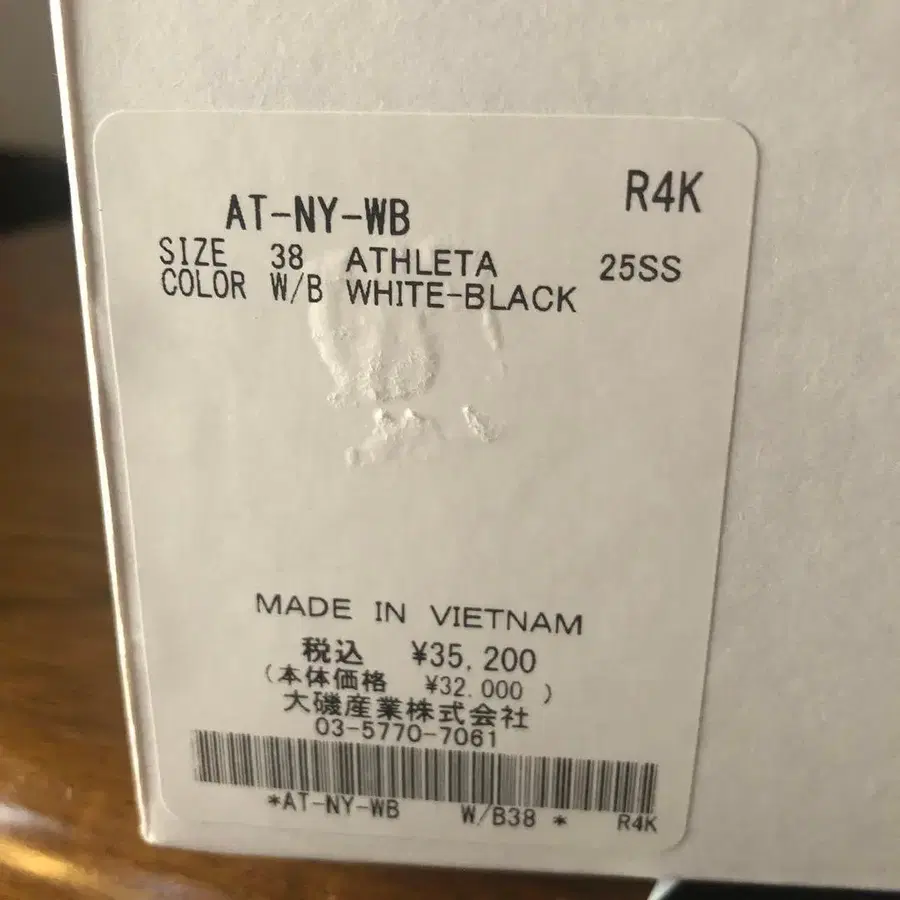 R4K
AT-NY-WB
SIZE 38 ATHLETA 25SS
COLOR W/B WHITE-BLACK
MADE IN VIETNAM
税込 ¥35,200
(本体価格 ¥32.000 )
大磯産業株式会社
03-5770-7061
*AT-NY-WB W/B38 * R4K